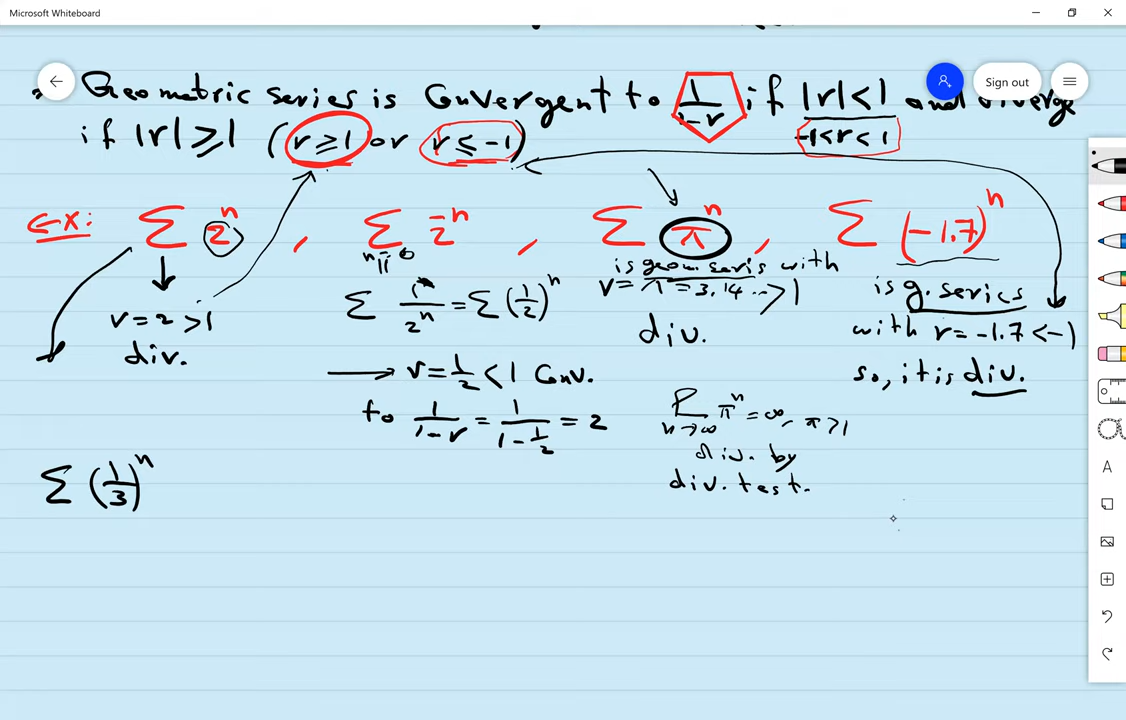 Microsoft Whiteboard
Sign out
Geometric series is Convergent to 1/1-r if |r|<1 and diverge
if |r|⩾1 (r⩾1 or r⩽-1) -1<r<1
Ex: Σ 2^n , Σ_{n=0} 2^{-n} , Σ π^n , Σ (-1.7)^n
r=2>1
div.
Σ 1^n/2^n = Σ (1/2)^n
→ r=1/2<1 Conv.
to 1/1-r = 1/1-1/2 = 2
is geom. seris with
r=π=3.14...>1
div.
n→∞ π^n=∞, π>1
div. by
div. test.
is g. series
with r=-1.7<-1
so, it is div.
Σ (1/3)^n
A